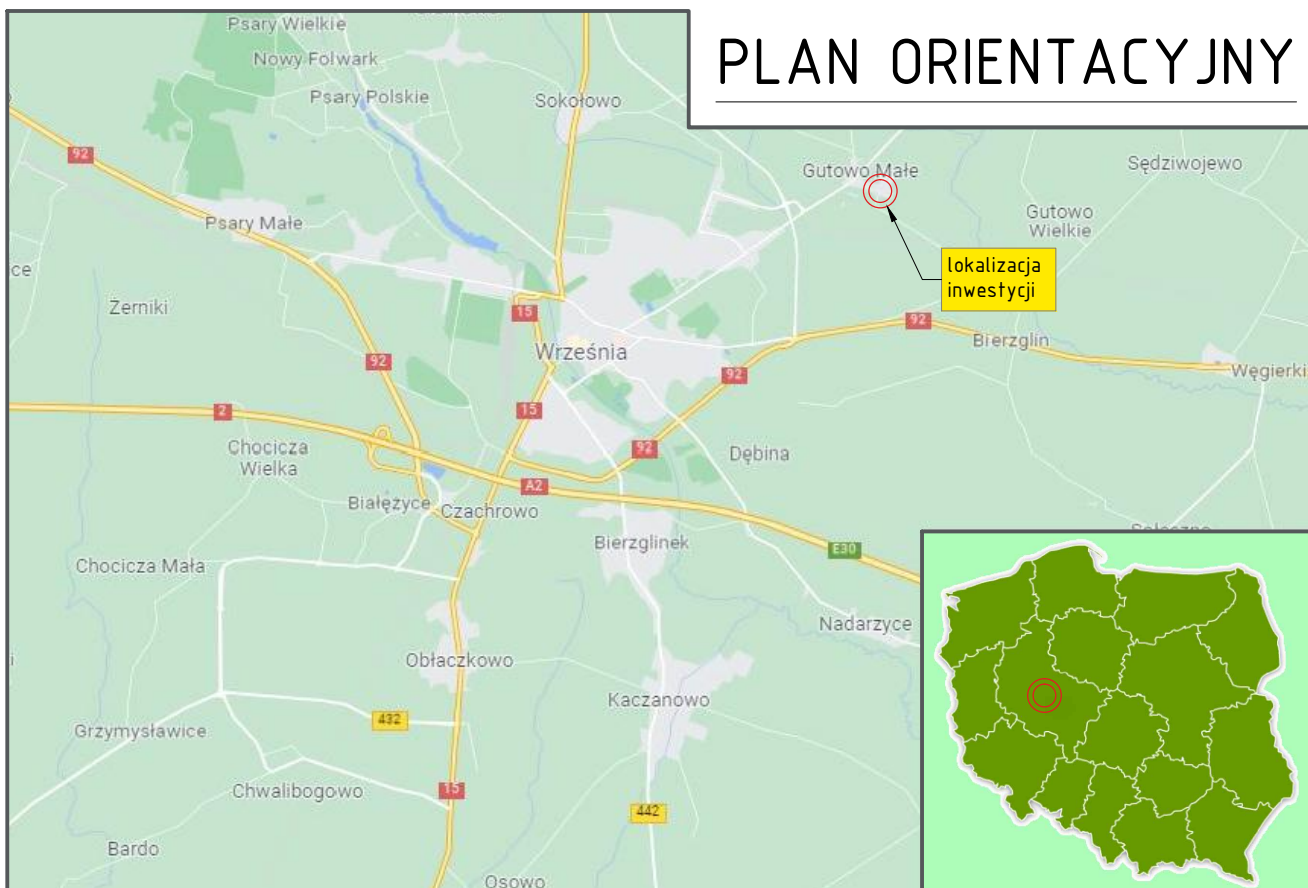 PLAN ORIENTACYJNY
Psary Wielkie
Nowy Folwark
Psary Polskie
Sokołowo
92
Gutowo Małe
Sędziwojewo
Psary Małe
Gutowo
Wielkie
ce
lokalizacja
inwestycji
Żerniki
15
92
Września
Bierzglin
92
92
Węgierki
2
15
Chocicza
Wielka
92
Dębina
A2
Białężyce
Czachrowo
Bierzglinek
E30
Chocicza Mała
Nadarzyce
i
Obłaczkowo
Kaczanowo
432
Grzymysławice
15
Chwalibogowo
442
Bardo
Osowo